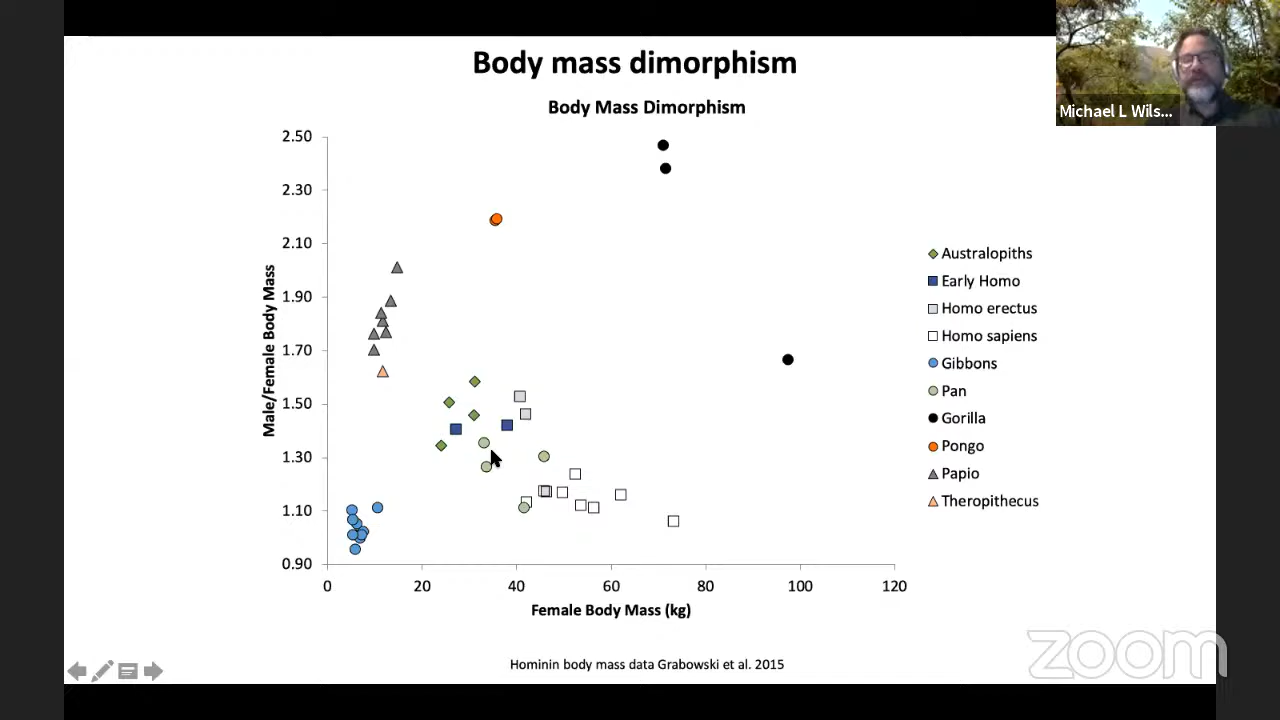 Body mass dimorphism
Michael L Wils...
Body Mass Dimorphism
Male/Female Body Mass
2.50
2.30
2.10
1.90
1.70
1.50
1.30
1.10
0.90
0
20
40
60
80
100
120
Female Body Mass (kg)
Australopiths
Early Homo
Homo erectus
Homo sapiens
Gibbons
Pan
Gorilla
Pongo
Papio
Theropithecus
Hominin body mass data Grabowski et al. 2015
zoom